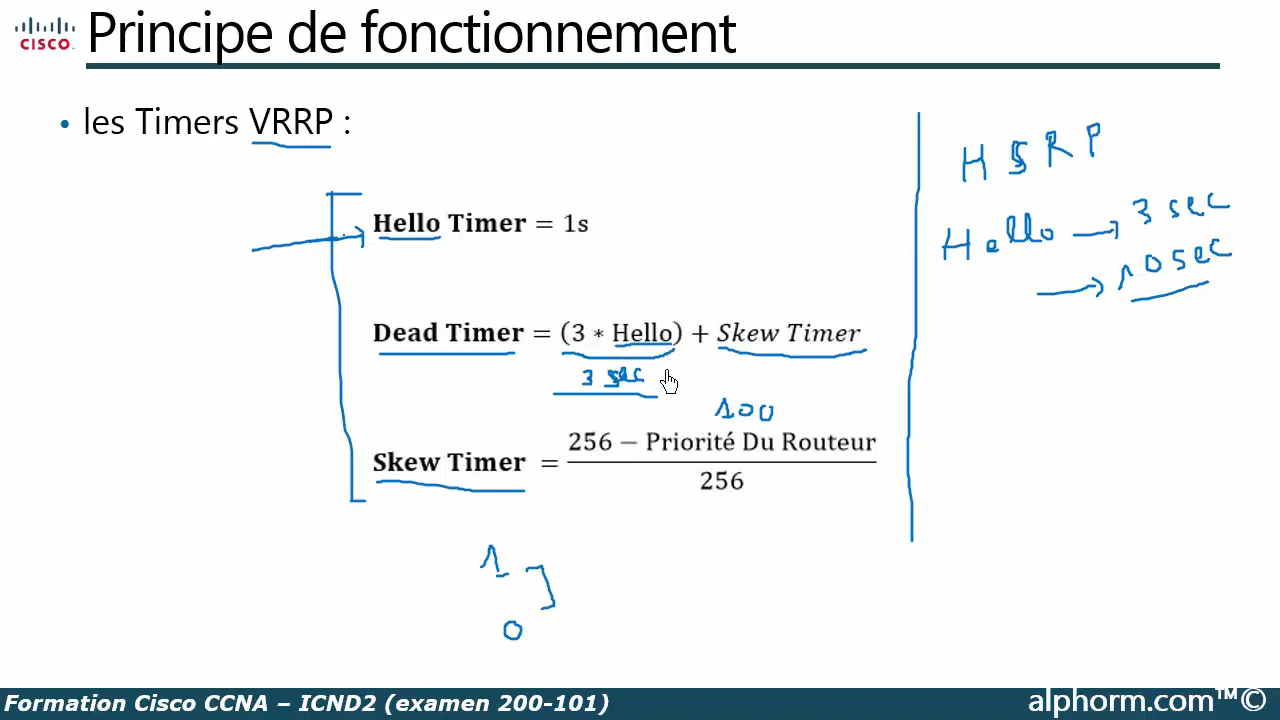 CISCO
Principe de fonctionnement
• les Timers VRRP :
Hello Timer = 1s
Dead Timer = (3 ∗ Hello) + Skew Timer
3 sec
100
Skew Timer = 256 − Priorité Du Routeur
256
1
0
HSRP
Hello → 3 sec
→ 10 sec
Formation Cisco CCNA – ICND2 (examen 200-101)
alphorm.com™©